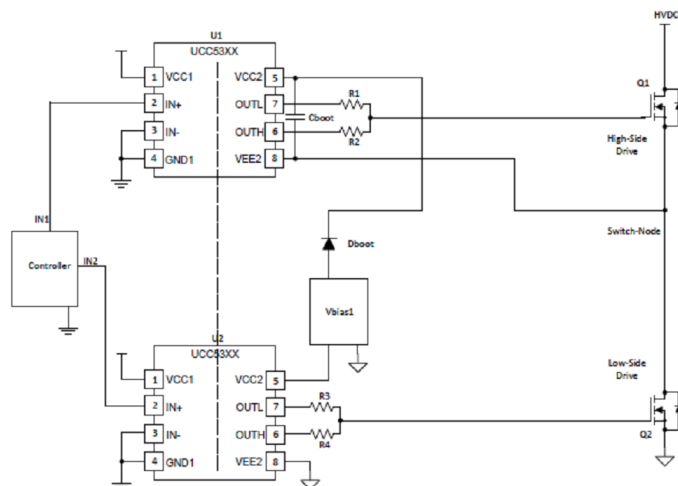 HVDC
U1
UCC53XX
1 VCC1 VCC2 5
2 IN+ OUTL 7 R1
3 IN- OUTH 6 R2
4 GND1 VEE2 8
Cboot
Q1
High-Side
Drive
IN1
Switch-Node
Dboot
Controller
IN2
Vbias1
U2
UCC53XX
1 VCC1 VCC2 5
2 IN+ OUTL 7 R3
3 IN- OUTH 6 R4
4 GND1 VEE2 8
Low-Side
Drive
Q2